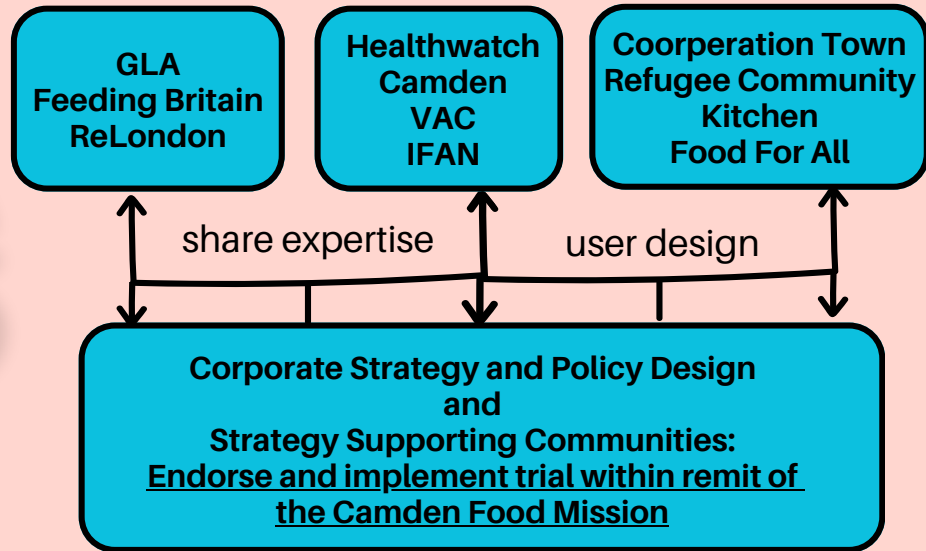 GLA
Feeding Britain
ReLondon
Healthwatch
Camden
VAC
IFAN
Coorperation Town
Refugee Community
Kitchen
Food For All
share expertise
user design
Corporate Strategy and Policy Design
and
Strategy Supporting Communities:
Endorse and implement trial within remit of
the Camden Food Mission